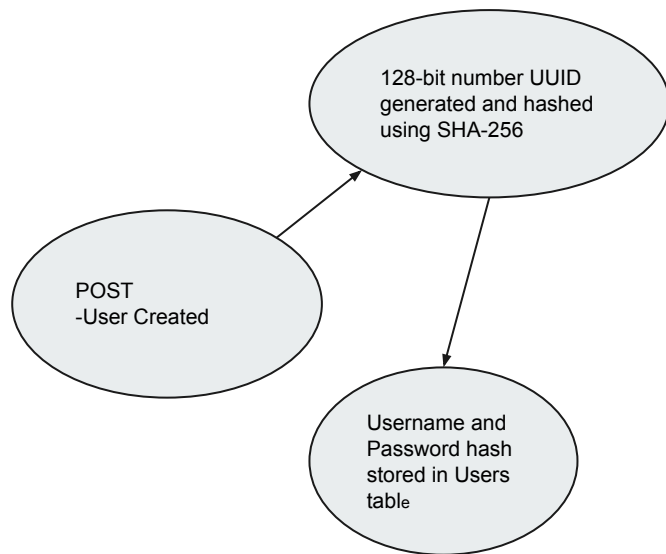 128-bit number UUID
generated and hashed
using SHA-256
POST
-User Created
Username and
Password hash
stored in Users
table